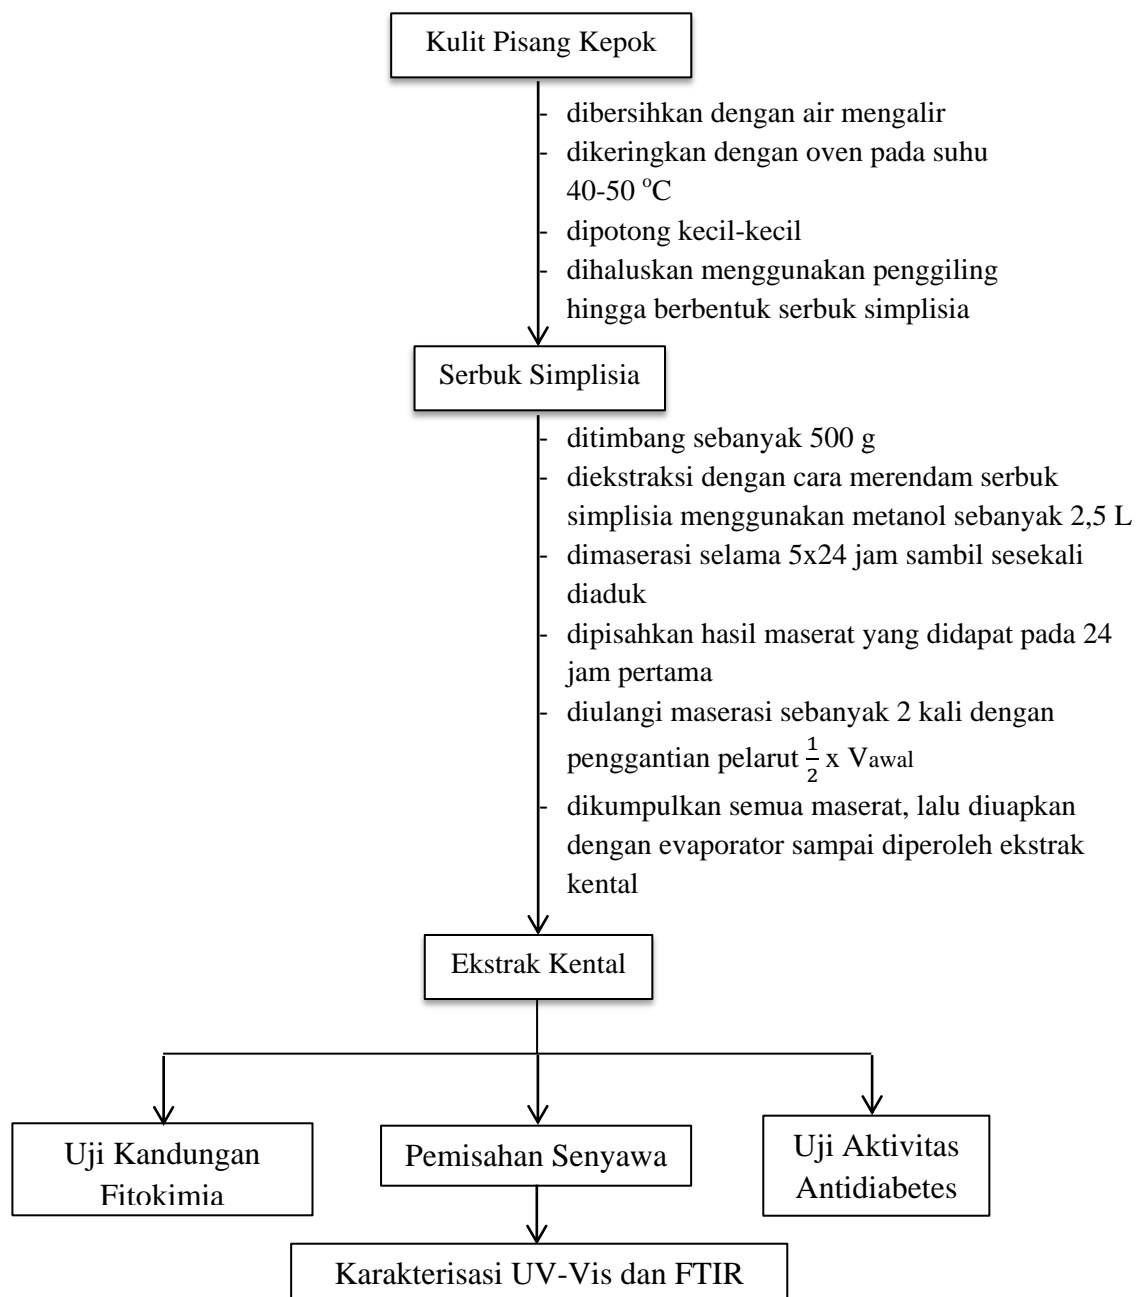 Kulit Pisang Kepok
- dibersihkan dengan air mengalir
- dikeringkan dengan oven pada suhu
40-50 °C
- dipotong kecil-kecil
- dihaluskan menggunakan penggiling
hingga berbentuk serbuk simplisia
Serbuk Simplisia
- ditimbang sebanyak 500 g
- diekstraksi dengan cara merendam serbuk
simplisia menggunakan metanol sebanyak 2,5 L
- dimaserasi selama 5x24 jam sambil sesekali
diaduk
- dipisahkan hasil maserat yang didapat pada 24
jam pertama
- diulangi maserasi sebanyak 2 kali dengan
penggantian pelarut 1/2 x Vawal
- dikumpulkan semua maserat, lalu diuapkan
dengan evaporator sampai diperoleh ekstrak
kental
Ekstrak Kental
Uji Kandungan
Fitokimia
Pemisahan Senyawa
Uji Aktivitas
Antidiabetes
Karakterisasi UV-Vis dan FTIR